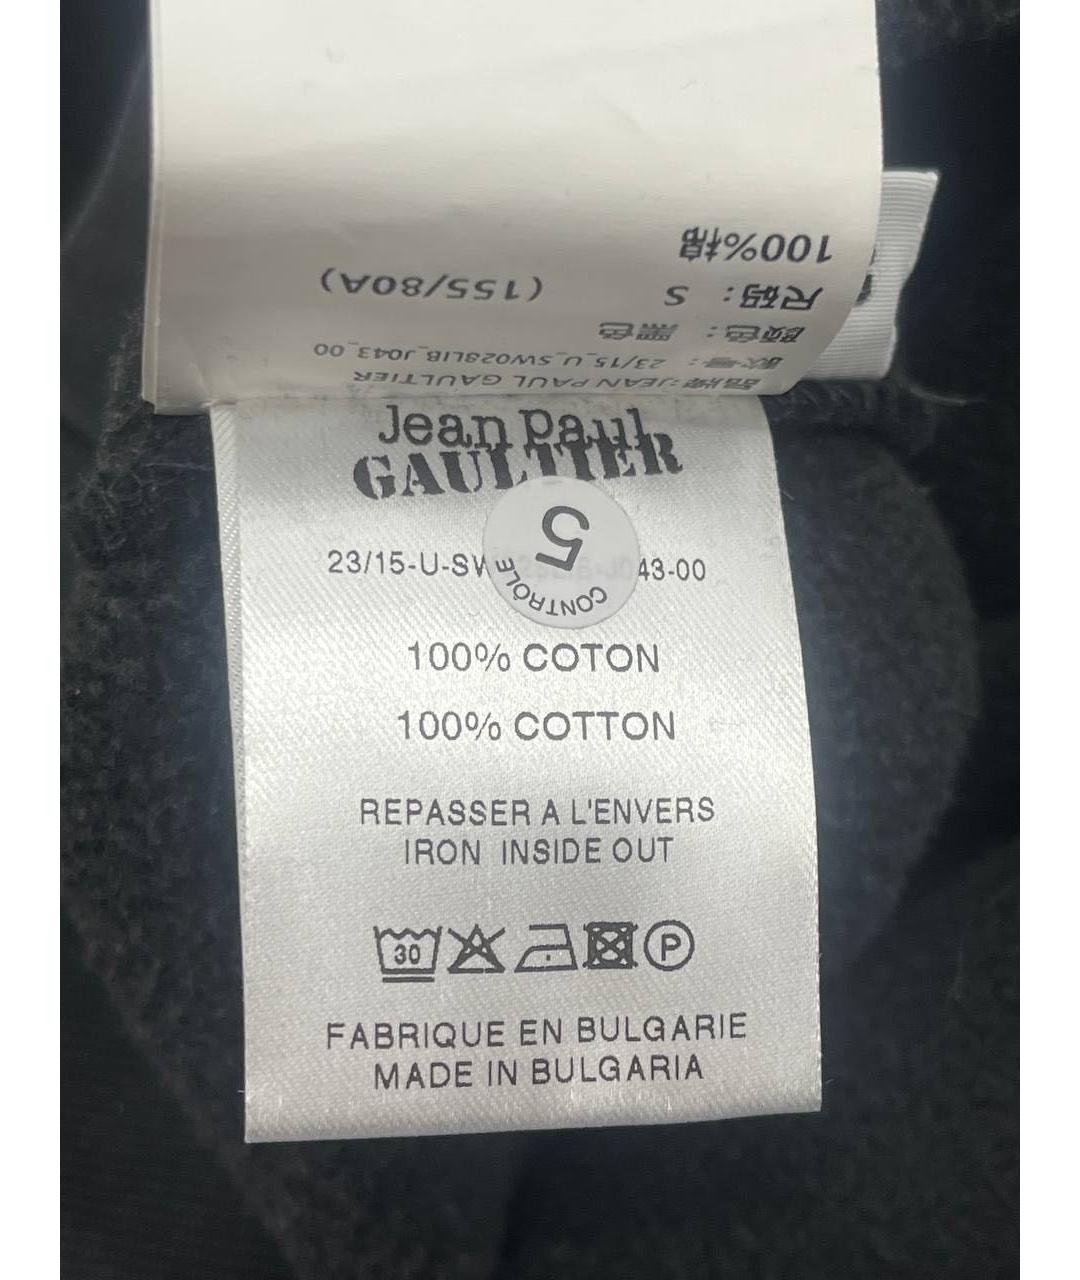 100%棉
尺码： S (155/80A)
颜色： 黑色
款号： 23/15_U_SW028LIB_J043_00
品牌:JEAN PAUL GAULTIER
Jean Paul
GAULTIER
5
CONTRÔLE
23/15-U-SW 43-00
100% COTON
100% COTTON
REPASSER A L'ENVERS
IRON INSIDE OUT
30 P
FABRIQUE EN BULGARIE
MADE IN BULGARIA